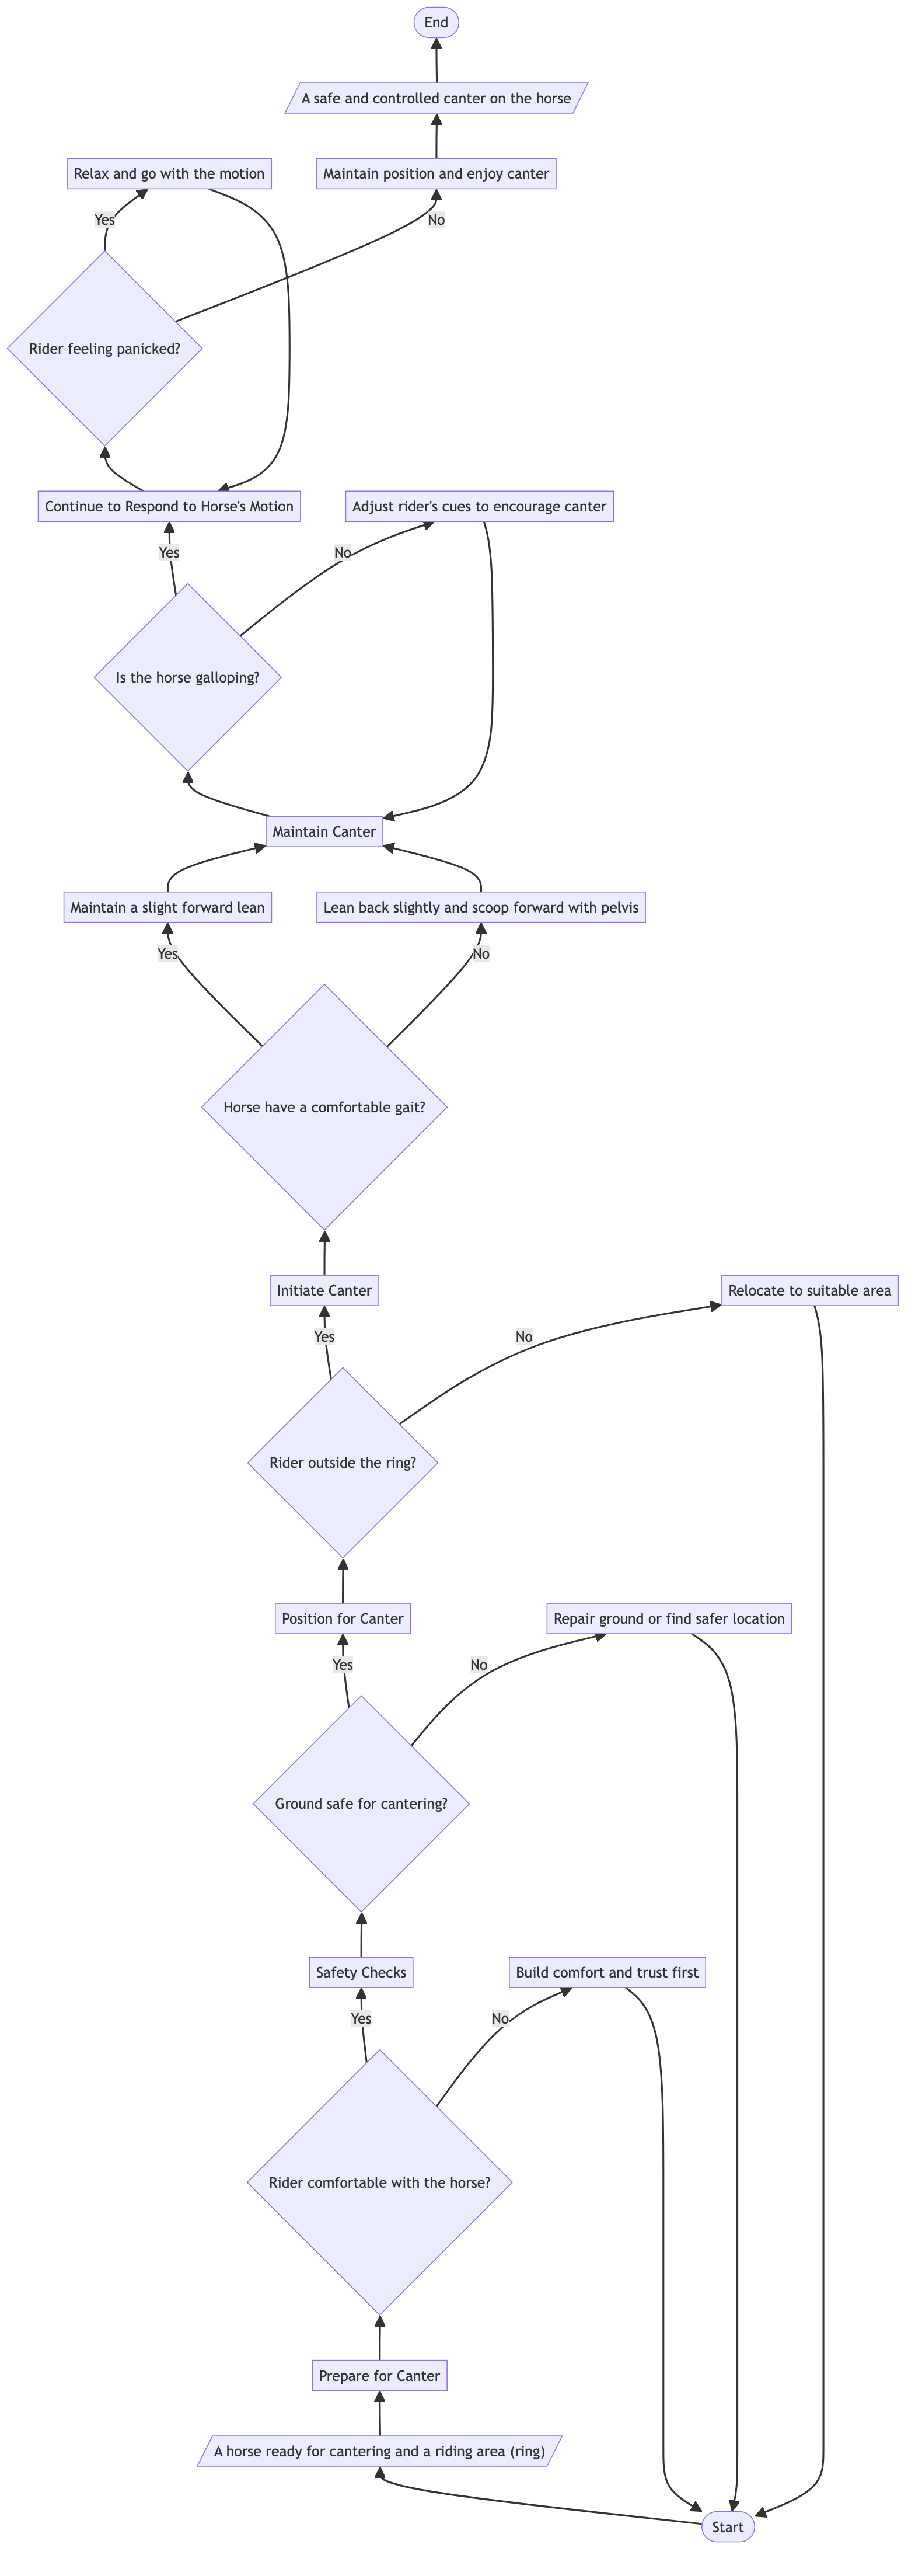 End
A safe and controlled canter on the horse
Relax and go with the motion
Maintain position and enjoy canter
Yes
No
Rider feeling panicked?
Continue to Respond to Horse's Motion
Adjust rider's cues to encourage canter
Yes
No
Is the horse galloping?
Maintain Canter
Maintain a slight forward lean
Lean back slightly and scoop forward with pelvis
Yes
No
Horse have a comfortable gait?
Initiate Canter
Relocate to suitable area
Yes
No
Rider outside the ring?
Position for Canter
Repair ground or find safer location
Yes
No
Ground safe for cantering?
Safety Checks
Build comfort and trust first
Yes
No
Rider comfortable with the horse?
Prepare for Canter
A horse ready for cantering and a riding area (ring)
Start